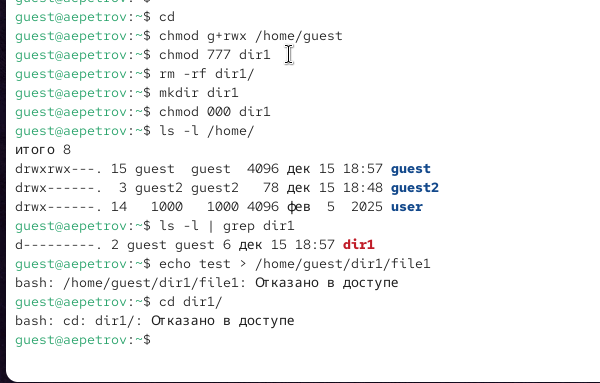 guest@aepetrov:~$ cd
guest@aepetrov:~$ chmod g+rwx /home/guest
guest@aepetrov:~$ chmod 777 dir1
guest@aepetrov:~$ rm -rf dir1/
guest@aepetrov:~$ mkdir dir1
guest@aepetrov:~$ chmod 000 dir1
guest@aepetrov:~$ ls -l /home/
итого 8
drwxrwx---. 15 guest  guest  4096 дек 15 18:57 guest
drwx------.  3 guest2 guest2   78 дек 15 18:48 guest2
drwx------. 14   1000   1000 4096 фев  5  2025 user
guest@aepetrov:~$ ls -l | grep dir1
d---------. 2 guest guest 6 дек 15 18:57 dir1
guest@aepetrov:~$ echo test > /home/guest/dir1/file1
bash: /home/guest/dir1/file1: Отказано в доступе
guest@aepetrov:~$ cd dir1/
bash: cd: dir1/: Отказано в доступе
guest@aepetrov:~$